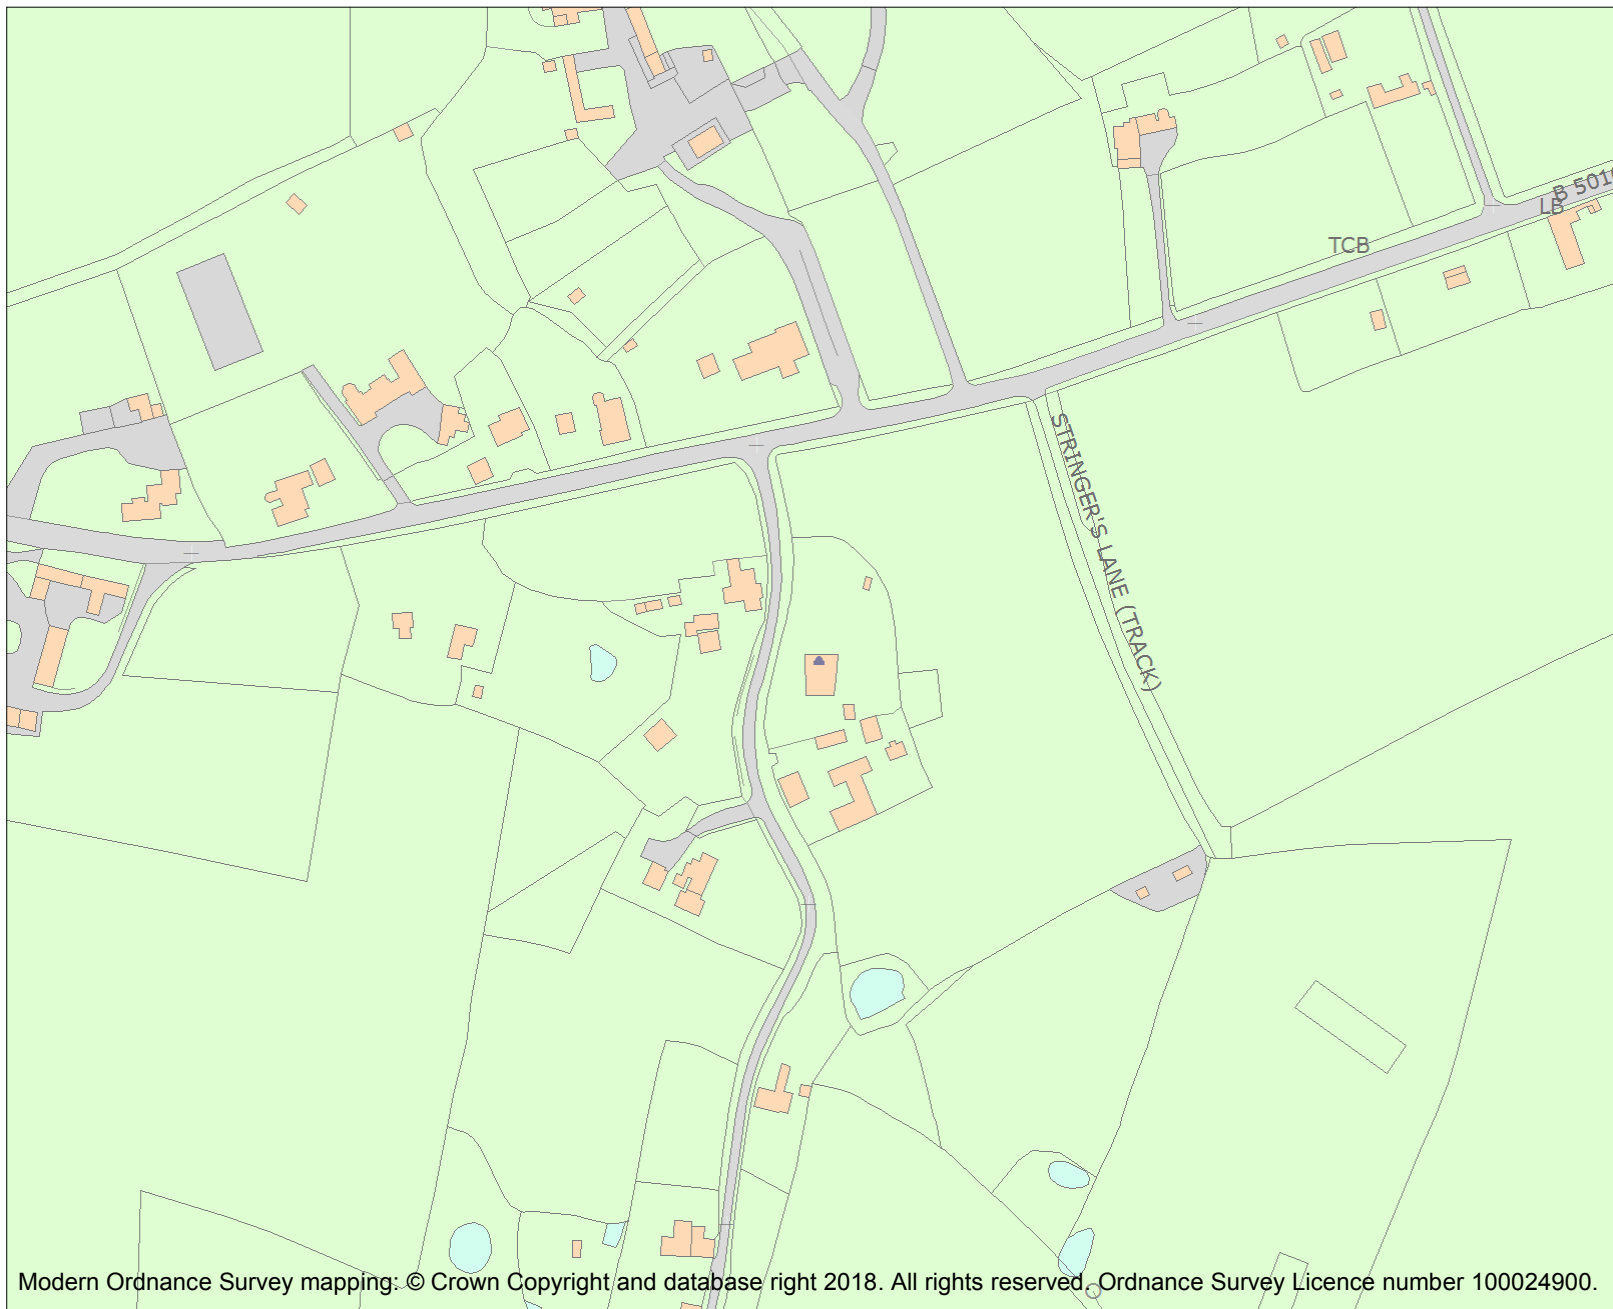 B 501
LB
TCB
STRINGER'S LANE (TRACK)
Modern Ordnance Survey mapping: © Crown Copyright and database right 2018. All rights reserved. Ordnance Survey Licence number 100024900.